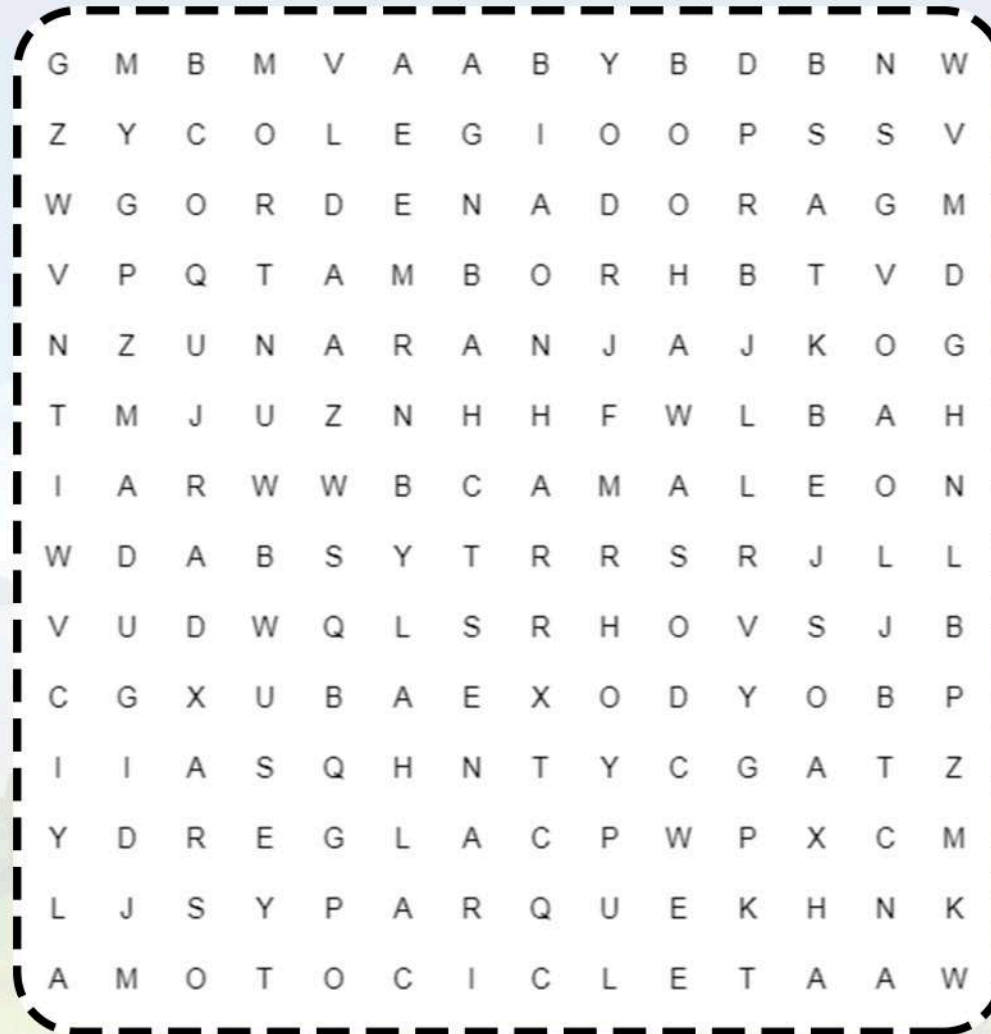 G M B M V A A B Y B D B N W
Z Y C O L E G I O O P S S V
W G O R D E N A D O R A G M
V P Q T A M B O R H B T V D
N Z U N A R A N J A J K O G
T M J U Z N H H F W L B A H
I A R W W B C A M A L E O N
W D A B S Y T R R S R J L L
V U D W Q L S R H O V S J B
C G X U B A E X O D Y O B P
I I A S Q H N T Y C G A T Z
Y D R E G L A C P W P X C M
L J S Y P A R Q U E K H N K
A M O T O C I C L E T A A W